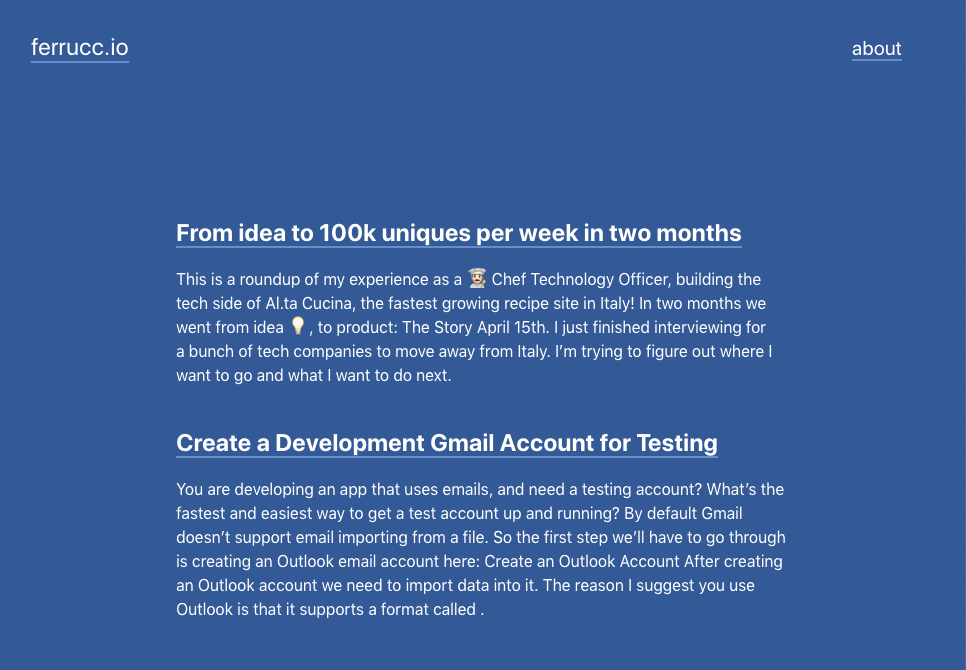 ferrucc.io
about
From idea to 100k uniques per week in two months
This is a roundup of my experience as a 👨🏻‍🍳 Chef Technology Officer, building the
tech side of Al.ta Cucina, the fastest growing recipe site in Italy! In two months we
went from idea 💡, to product: The Story April 15th. I just finished interviewing for
a bunch of tech companies to move away from Italy. I’m trying to figure out where I
want to go and what I want to do next.
Create a Development Gmail Account for Testing
You are developing an app that uses emails, and need a testing account? What’s the
fastest and easiest way to get a test account up and running? By default Gmail
doesn’t support email importing from a file. So the first step we’ll have to go through
is creating an Outlook email account here: Create an Outlook Account After creating
an Outlook account we need to import data into it. The reason I suggest you use
Outlook is that it supports a format called .